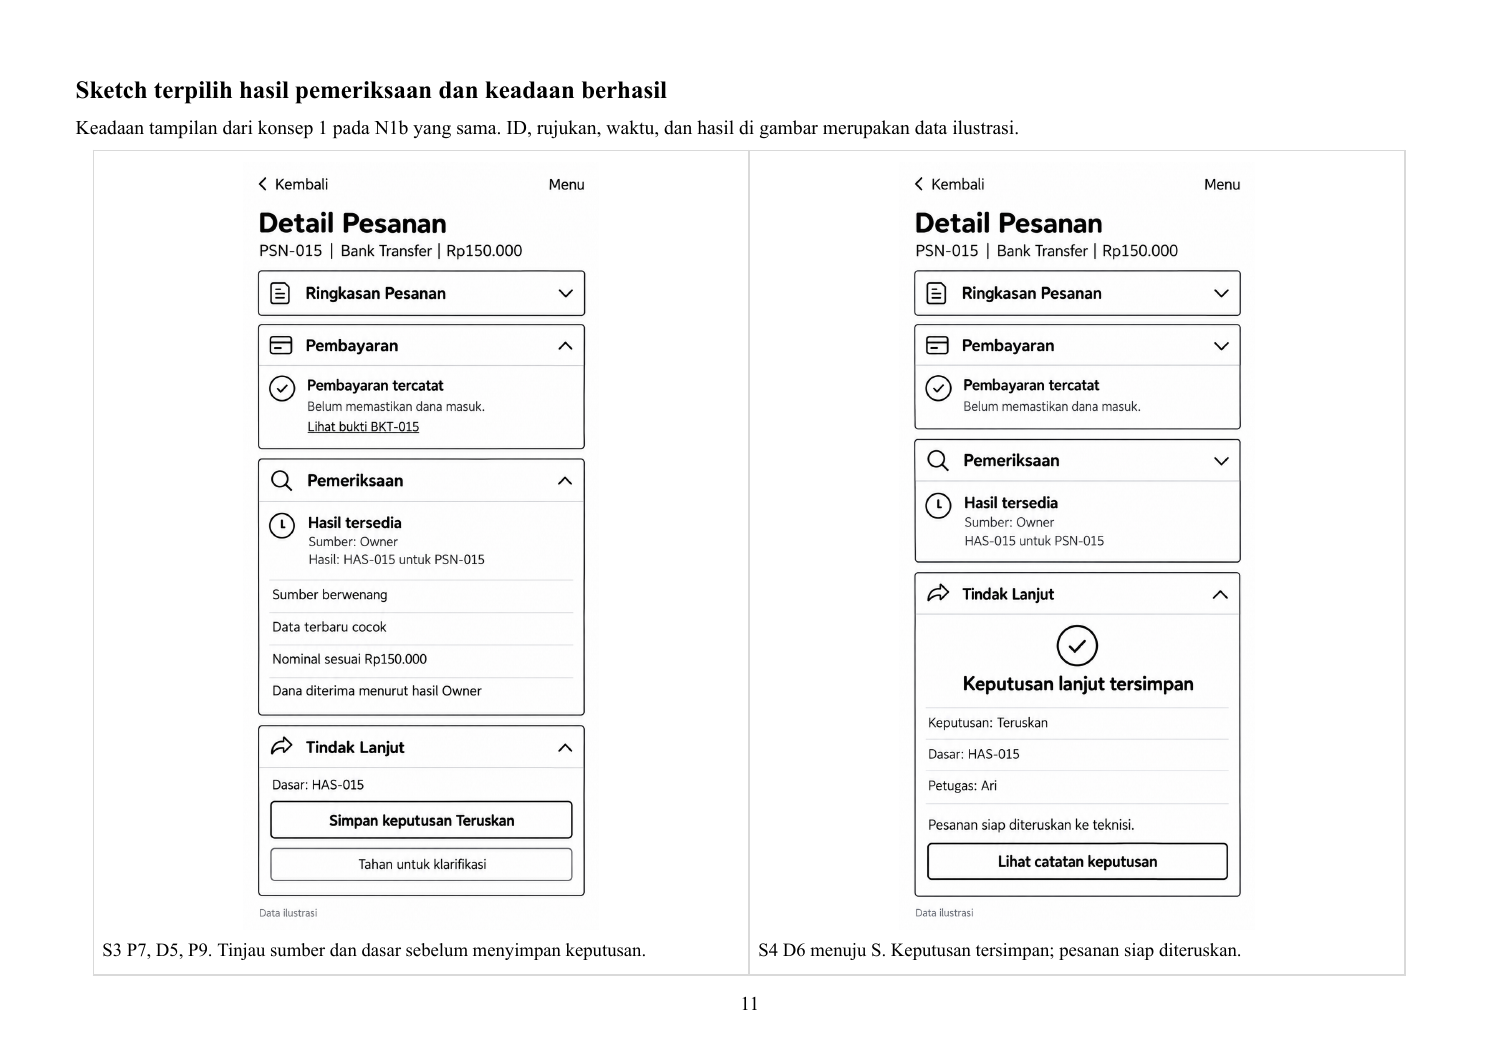 Sketch terpilih hasil pemeriksaan dan keadaan berhasil
Keadaan tampilan dari konsep 1 pada N1b yang sama. ID, rujukan, waktu, dan hasil di gambar merupakan data ilustrasi.
Kembali
Menu
Detail Pesanan
PSN-015 | Bank Transfer | Rp150.000
Ringkasan Pesanan
Pembayaran
Pembayaran tercatat
Belum memastikan dana masuk.
Lihat bukti BKT-015
Pemeriksaan
Hasil tersedia
Sumber: Owner
Hasil: HAS-015 untuk PSN-015
Sumber berwenang
Data terbaru cocok
Nominal sesuai Rp150.000
Dana diterima menurut hasil Owner
Tindak Lanjut
Dasar: HAS-015
Simpan keputusan Teruskan
Tahan untuk klarifikasi
Data ilustrasi
S3 P7, D5, P9. Tinjau sumber dan dasar sebelum menyimpan keputusan.
Kembali
Menu
Detail Pesanan
PSN-015 | Bank Transfer | Rp150.000
Ringkasan Pesanan
Pembayaran
Pembayaran tercatat
Belum memastikan dana masuk.
Pemeriksaan
Hasil tersedia
Sumber: Owner
HAS-015 untuk PSN-015
Tindak Lanjut
Keputusan lanjut tersimpan
Keputusan: Teruskan
Dasar: HAS-015
Petugas: Ari
Pesanan siap diteruskan ke teknisi.
Lihat catatan keputusan
Data ilustrasi
S4 D6 menuju S. Keputusan tersimpan; pesanan siap diteruskan.
11